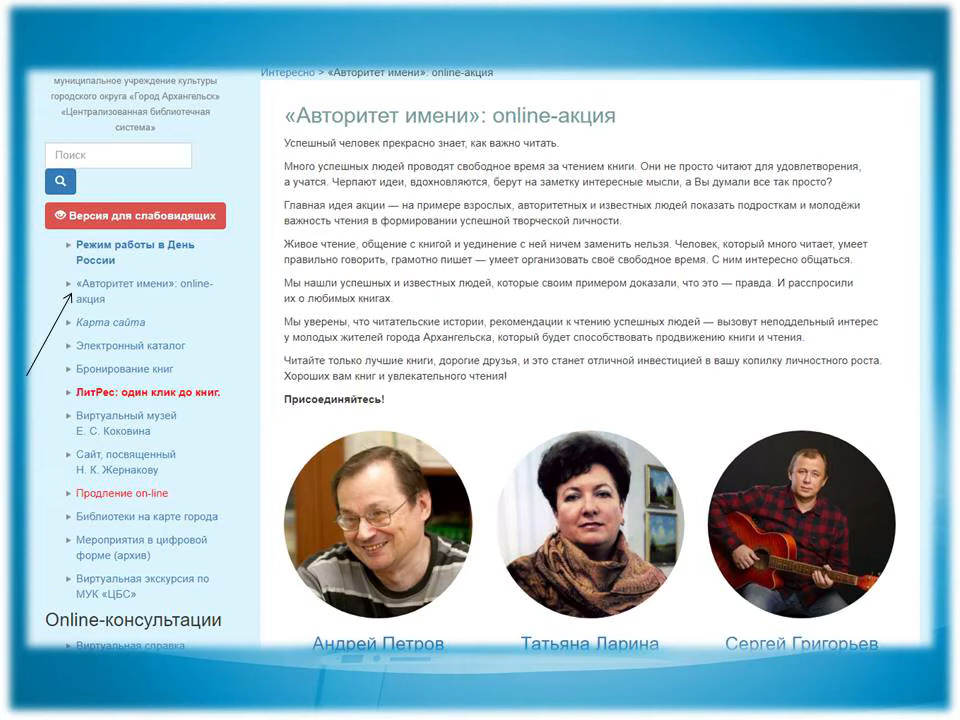 муниципальное учреждение культуры
городского округа «Город Архангельск»
«Централизованная библиотечная
система»
Поиск
Версия для слабовидящих
Режим работы в День
России
«Авторитет имени»: online-
акция
Карта сайта
Электронный каталог
Бронирование книг
ЛитРес: один клик до книг.
Виртуальный музей
Е. С. Коковина
Сайт, посвященный
Н. К. Жернакову
Продление on-line
Библиотеки на карте города
Мероприятия в цифровой
форме (архив)
Виртуальная экскурсия по
МУК «ЦБС»
Online-консультации
Виртуальная справка
Интересно > «Авторитет имени»: online-акция
«Авторитет имени»: online-акция
Успешный человек прекрасно знает, как важно читать.
Много успешных людей проводят свободное время за чтением книги. Они не просто читают для удовлетворения,
а учатся. Черпают идеи, вдохновляются, берут на заметку интересные мысли, а Вы думали все так просто?
Главная идея акции — на примере взрослых, авторитетных и известных людей показать подросткам и молодёжи
важность чтения в формировании успешной творческой личности.
Живое чтение, общение с книгой и уединение с ней ничем заменить нельзя. Человек, который много читает, умеет
правильно говорить, грамотно пишет — умеет организовать своё свободное время. С ним интересно общаться.
Мы нашли успешных и известных людей, которые своим примером доказали, что это — правда. И расспросили
их о любимых книгах.
Мы уверены, что читательские истории, рекомендации к чтению успешных людей — вызовут неподдельный интерес
у молодых жителей города Архангельска, который будет способствовать продвижению книги и чтения.
Читайте только лучшие книги, дорогие друзья, и это станет отличной инвестицией в вашу копилку личностного роста.
Хороших вам книг и увлекательного чтения!
Присоединяйтесь!
Андрей Петров
Татьяна Ларина
Сергей Григорьев